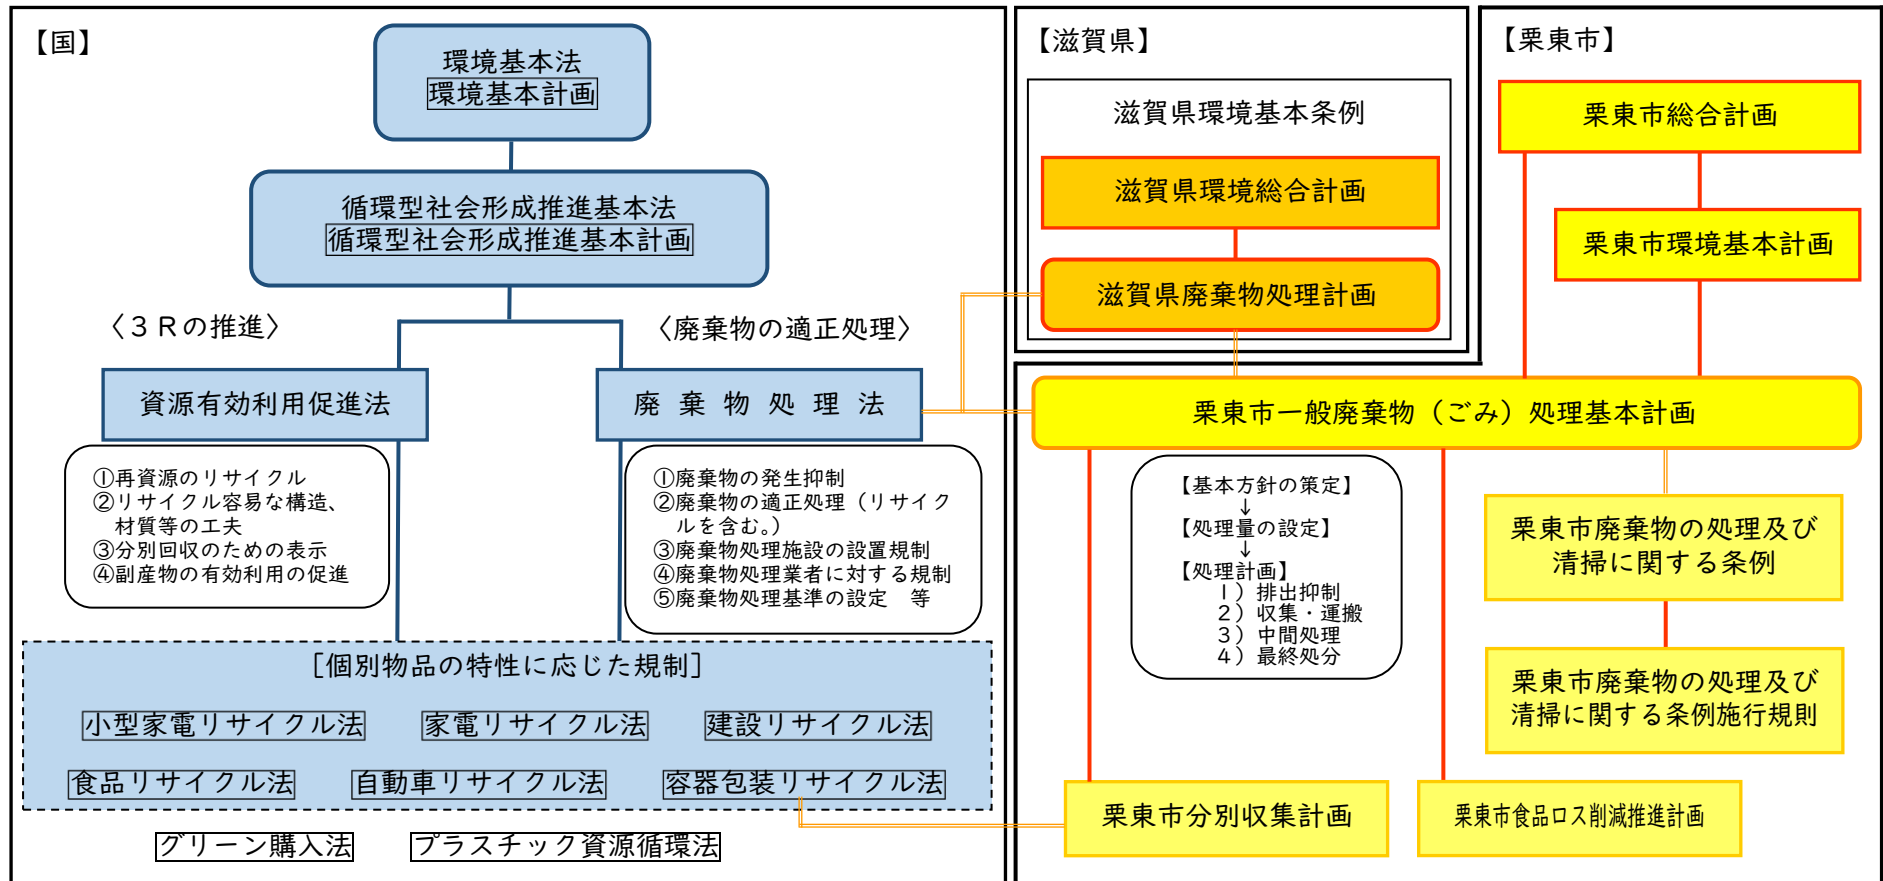 【国】
環境基本法
環境基本計画
循環型社会形成推進基本法
循環型社会形成推進基本計画
〈３Ｒの推進〉
〈廃棄物の適正処理〉
資源有効利用促進法
廃棄物処理法
①再資源のリサイクル
②リサイクル容易な構造、
材質等の工夫
③分別回収のための表示
④副産物の有効利用の促進
①廃棄物の発生抑制
②廃棄物の適正処理（リサイク
ルを含む。）
③廃棄物処理施設の設置規制
④廃棄物処理業者に対する規制
⑤廃棄物処理基準の設定　等
［個別物品の特性に応じた規制］
小型家電リサイクル法
家電リサイクル法
建設リサイクル法
食品リサイクル法
自動車リサイクル法
容器包装リサイクル法
グリーン購入法
プラスチック資源循環法
【滋賀県】
滋賀県環境基本条例
滋賀県環境総合計画
滋賀県廃棄物処理計画
【栗東市】
栗東市総合計画
栗東市環境基本計画
栗東市一般廃棄物（ごみ）処理基本計画
【基本方針の策定】
↓
【処理量の設定】
↓
【処理計画】
１）排出抑制
２）収集・運搬
３）中間処理
４）最終処分
栗東市廃棄物の処理及び
清掃に関する条例
栗東市廃棄物の処理及び
清掃に関する条例施行規則
栗東市分別収集計画
栗東市食品ロス削減推進計画